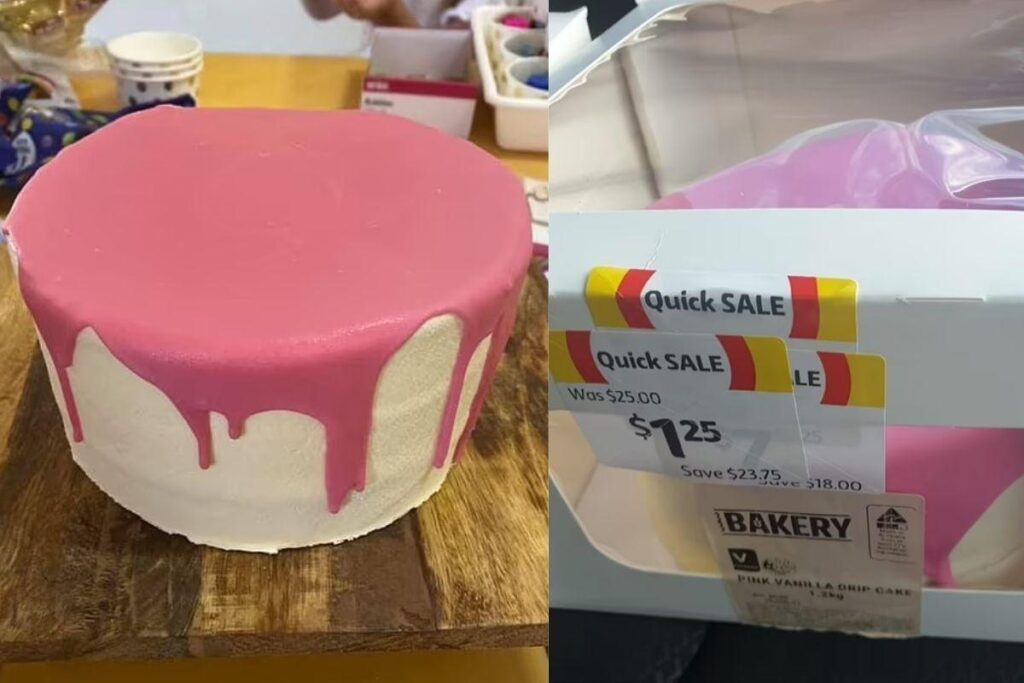 Quick SALE
Quick SALE
LE
Was $25.00
$1.25
Save $23.75
Save $18.00
BAKERY
V
PINK VANILLA DRIP CAKE
1.2kg